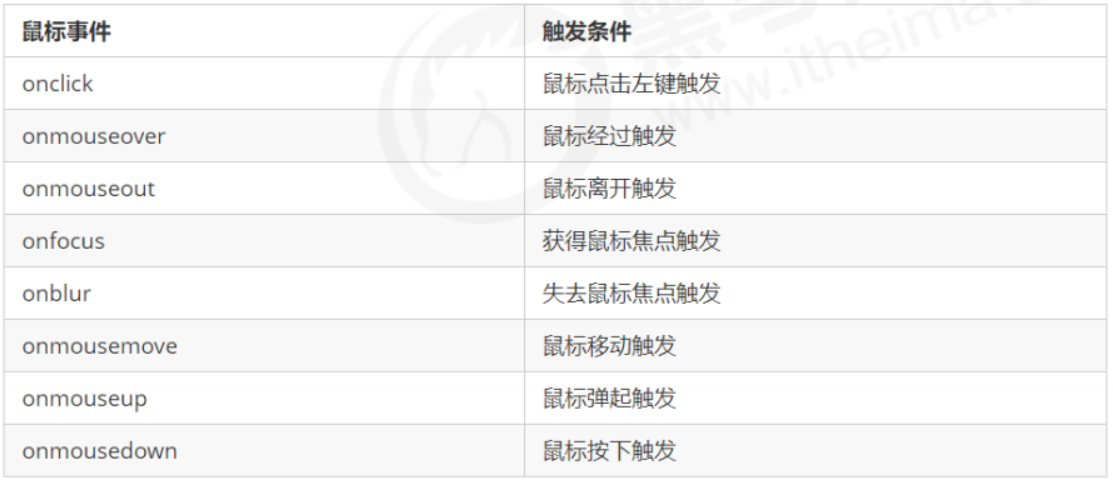 鼠标事件 触发条件
onclick 鼠标点击左键触发
onmouseover 鼠标经过触发
onmouseout 鼠标离开触发
onfocus 获得鼠标焦点触发
onblur 失去鼠标焦点触发
onmousemove 鼠标移动触发
onmouseup 鼠标弹起触发
onmousedown 鼠标按下触发
www.itheima.